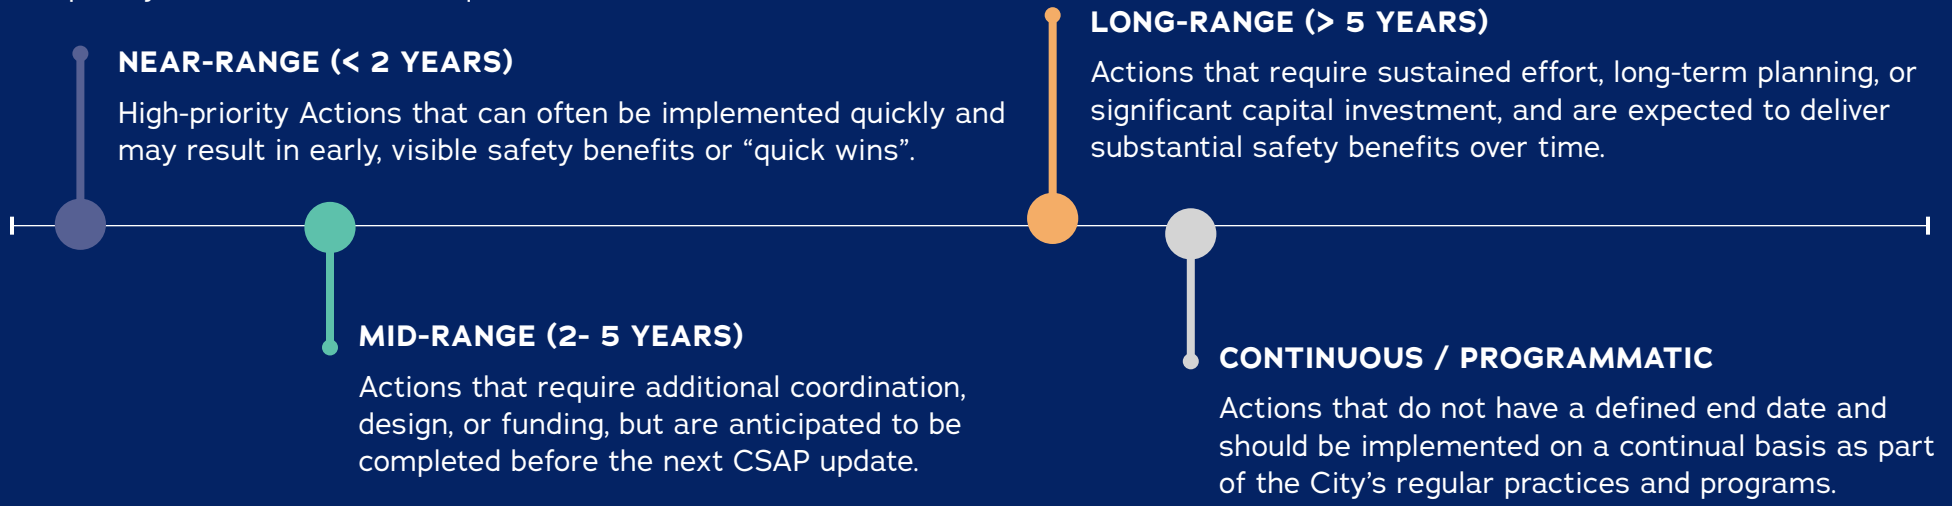 NEAR-RANGE (< 2 YEARS)
High-priority Actions that can often be implemented quickly and
may result in early, visible safety benefits or “quick wins”.
LONG-RANGE (> 5 YEARS)
Actions that require sustained effort, long-term planning, or
significant capital investment, and are expected to deliver
substantial safety benefits over time.
MID-RANGE (2- 5 YEARS)
Actions that require additional coordination,
design, or funding, but are anticipated to be
completed before the next CSAP update.
CONTINUOUS / PROGRAMMATIC
Actions that do not have a defined end date and
should be implemented on a continual basis as part
of the City’s regular practices and programs.